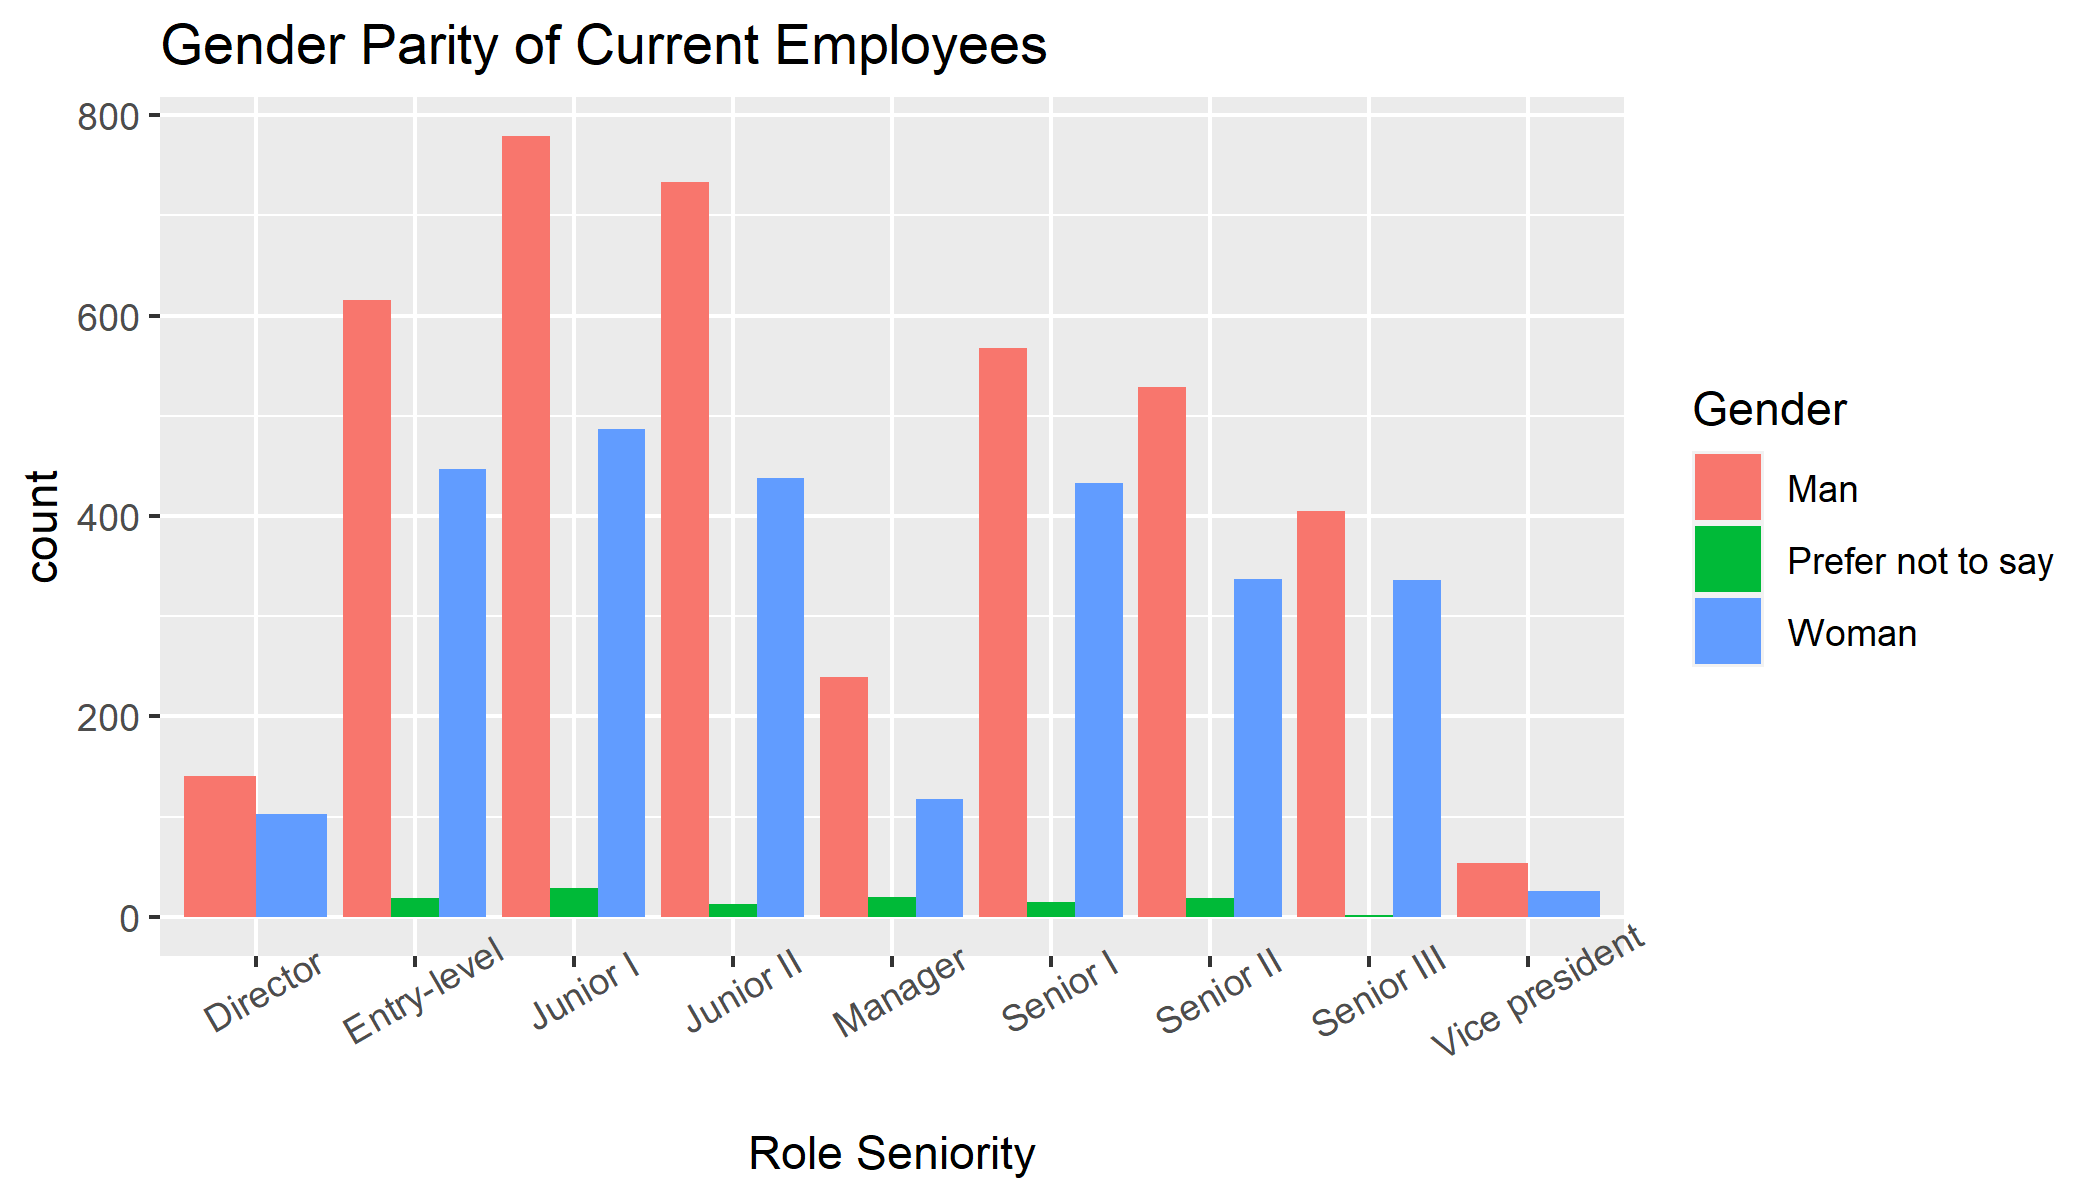 Gender Parity of Current Employees
800
600
400
200
0
count
Director
Entry-level
Junior I
Junior II
Manager
Senior I
Senior II
Senior III
Vice president
Role Seniority
Gender
Man
Prefer not to say
Woman